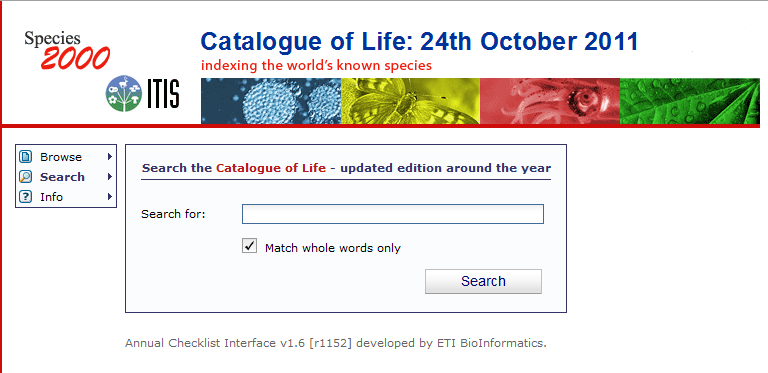 Species
2000
ITIS
Catalogue of Life: 24th October 2011
indexing the world's known species
Browse
Search
Info
Search the Catalogue of Life - updated edition around the year
Search for:
Match whole words only
Search
Annual Checklist Interface v1.6 [r1152] developed by ETI BioInformatics.